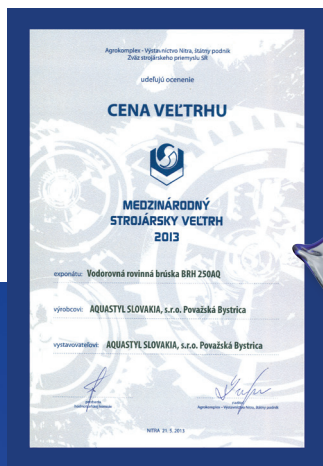 Agrokomplex - Výstavníctvo Nitra, štátny podnik
Zväz strojárskeho priemyslu SR
udeľujú ocenenie
CENA VEĽTRHU
MEDZINÁRODNÝ
STROJÁRSKY VEĽTRH
2013
exponátu: Vodorovná rovinná brúska BRH 250AQ
výrobcovi: AQUASTYL SLOVAKIA, s.r.o. Považská Bystrica
vystavovateľovi: AQUASTYL SLOVAKIA, s.r.o. Považská Bystrica
Agrokomplex - Výstavníctvo Nitra, štátny podnik
NITRA 21. 5. 2013